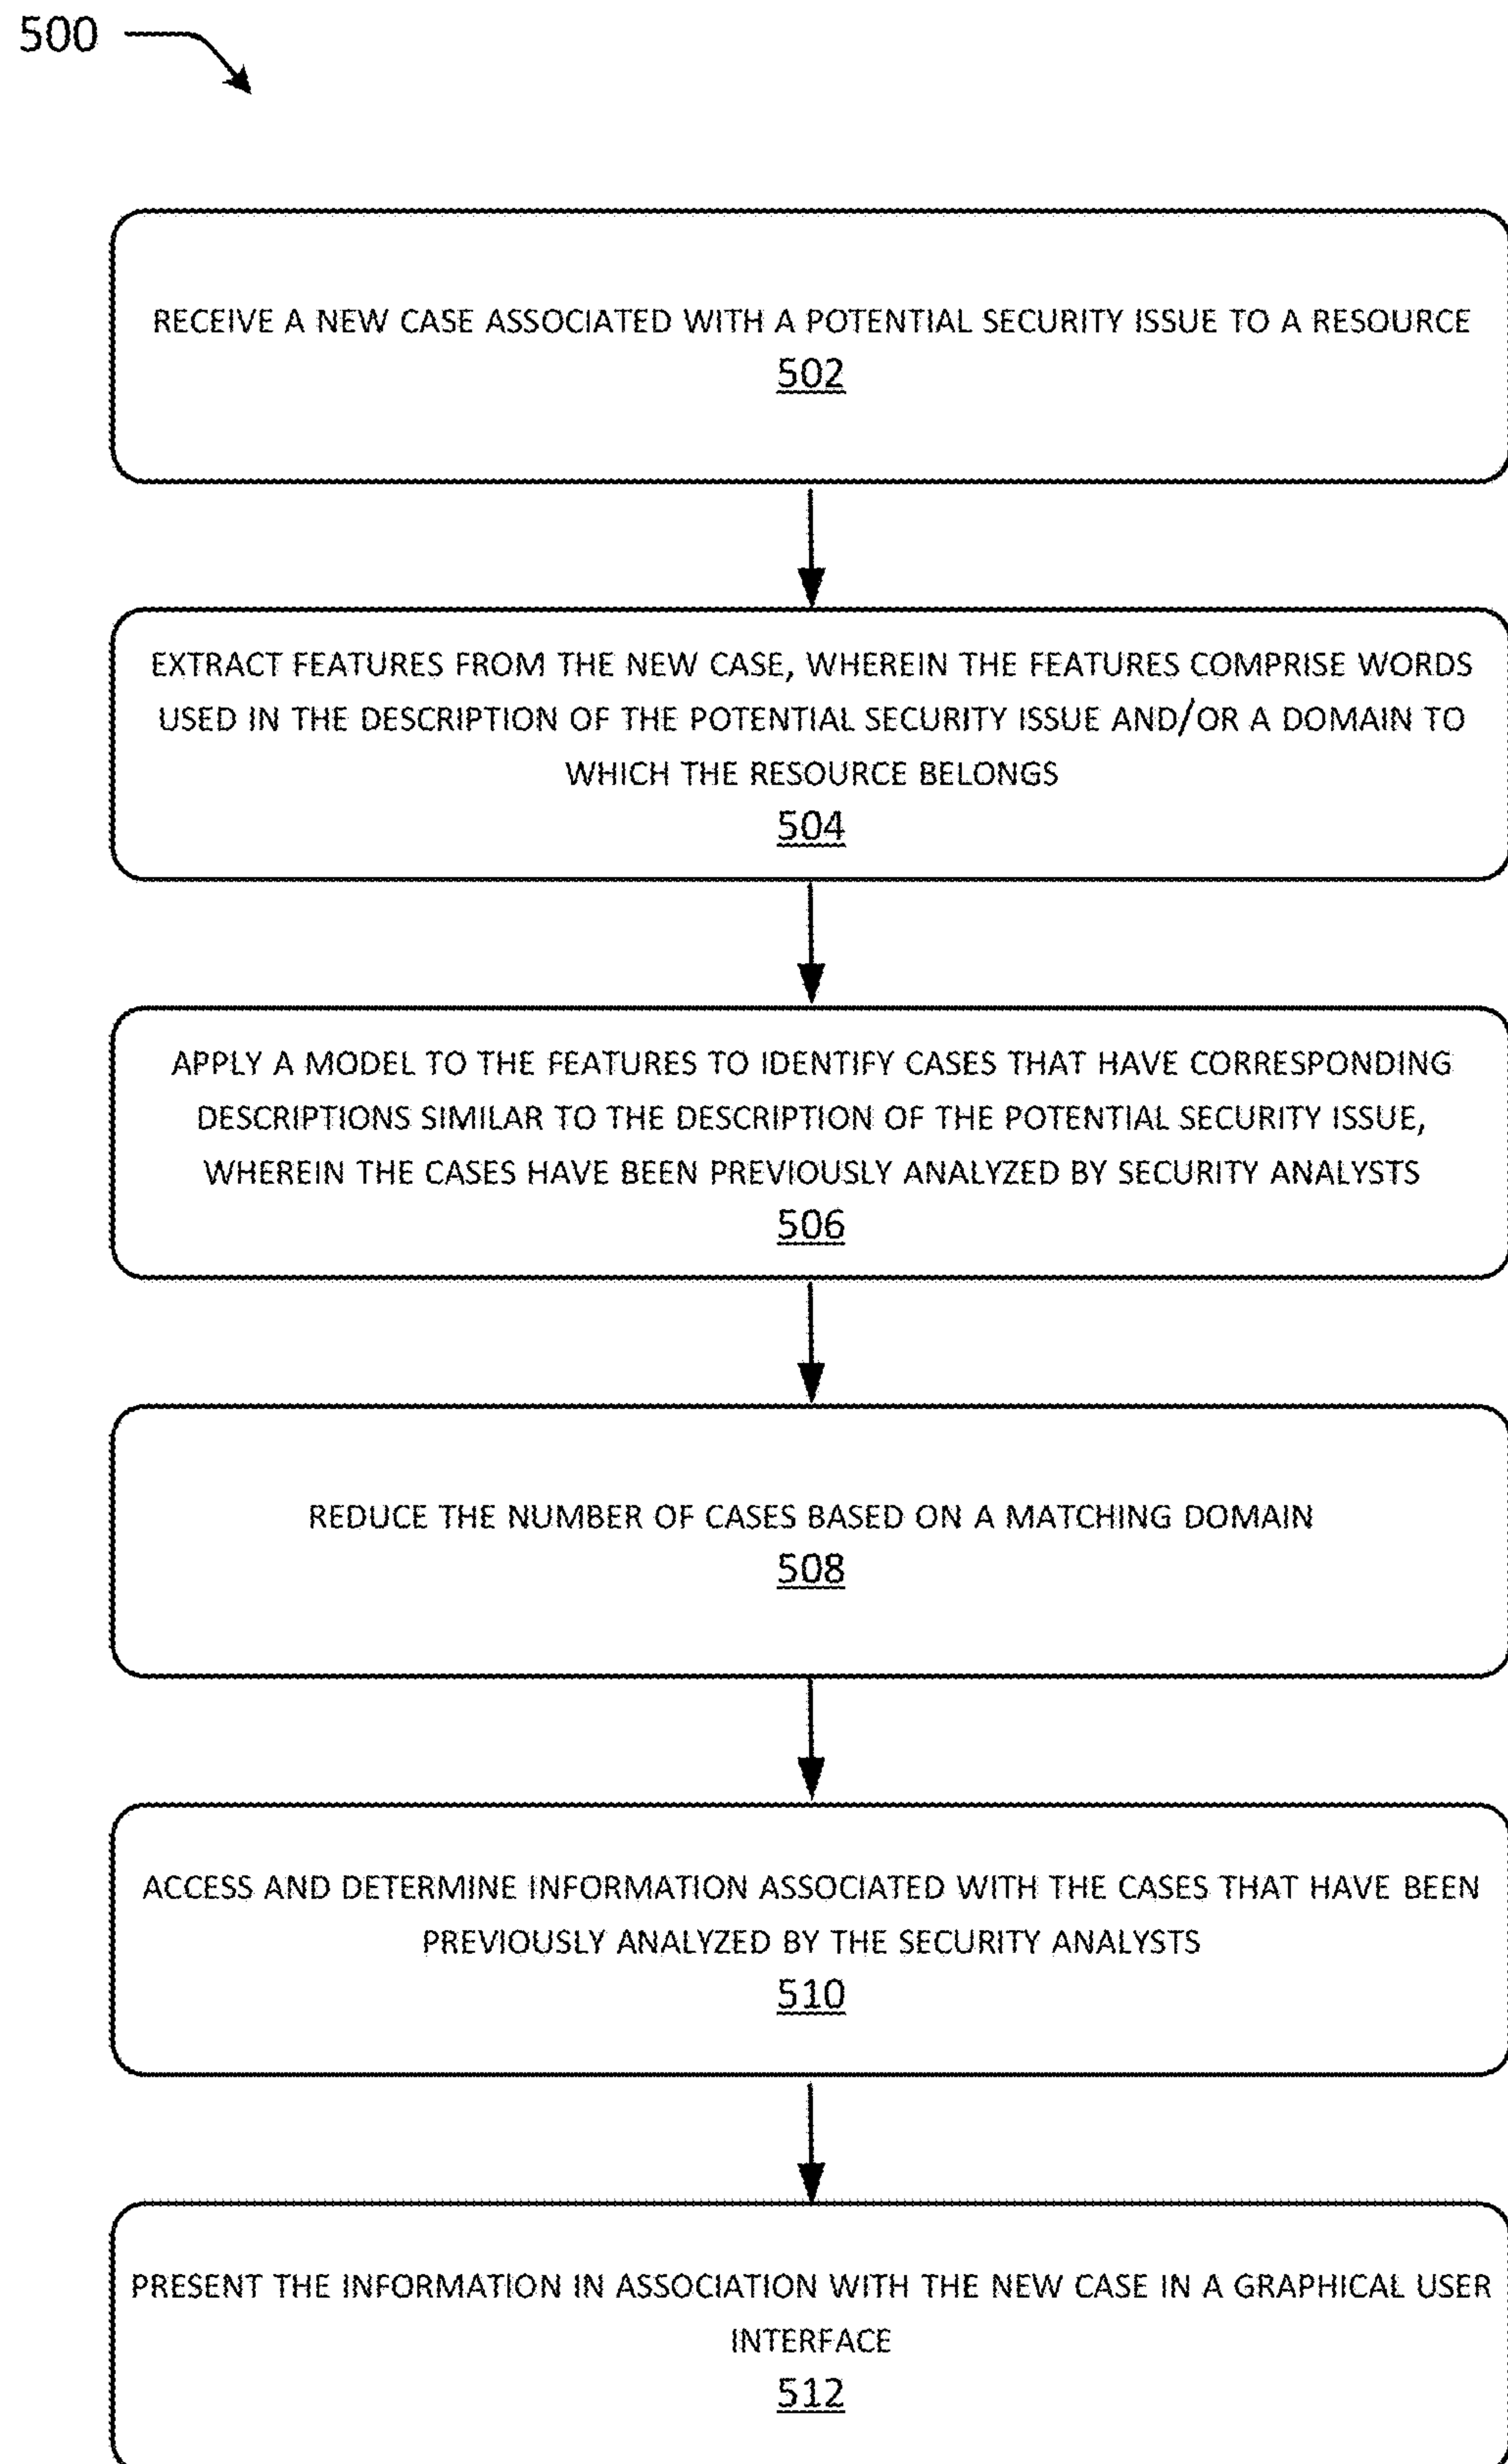 500
RECEIVE A NEW CASE ASSOCIATED WITH A POTENTIAL SECURITY ISSUE TO A RESOURCE
502
EXTRACT FEATURES FROM THE NEW CASE, WHEREIN THE FEATURES COMPRISE WORDS
USED IN THE DESCRIPTION OF THE POTENTIAL SECURITY ISSUE AND/OR A DOMAIN TO
WHICH THE RESOURCE BELONGS
504
APPLY A MODEL TO THE FEATURES TO IDENTIFY CASES THAT HAVE CORRESPONDING
DESCRIPTIONS SIMILAR TO THE DESCRIPTION OF THE POTENTIAL SECURITY ISSUE,
WHEREIN THE CASES HAVE BEEN PREVIOUSLY ANALYZED BY SECURITY ANALYSTS
506
REDUCE THE NUMBER OF CASES BASED ON A MATCHING DOMAIN
508
ACCESS AND DETERMINE INFORMATION ASSOCIATED WITH THE CASES THAT HAVE BEEN
PREVIOUSLY ANALYZED BY THE SECURITY ANALYSTS
510
PRESENT THE INFORMATION IN ASSOCIATION WITH THE NEW CASE IN A GRAPHICAL USER
INTERFACE
512